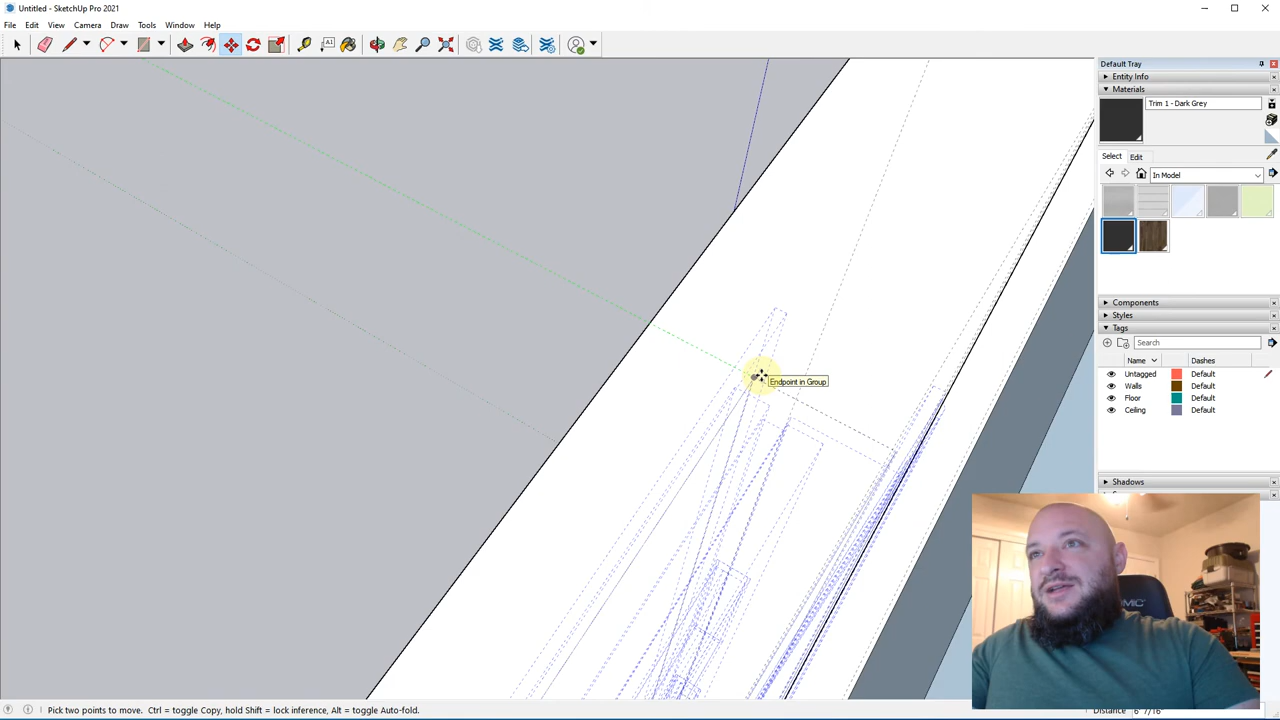 Untitled - SketchUp Pro 2021
File Edit View Camera Draw Tools Window Help
Default Tray
Entity Info
Materials
Trim 1 - Dark Grey
Select Edit
In Model
Components
Styles
Tags
Search
Name Dashes
Untagged Default
Walls Default
Floor Default
Ceiling Default
Shadows
Endpoint in Group
Pick two points to move. Ctrl = toggle Copy, hold Shift = lock inference, Alt = toggle Auto-fold.
Distance 6' 7/16"